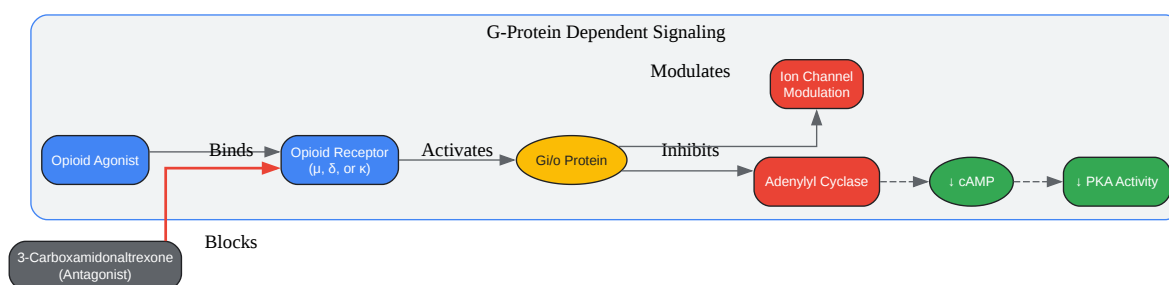 G-Protein Dependent Signaling
Modulates
Ion Channel
Modulation
Opioid Agonist
Binds
Opioid Receptor
(μ, δ, or κ)
Activates
Gi/o Protein
Inhibits
Adenylyl Cyclase
↓ cAMP
↓ PKA Activity
Blocks
3-Carboxamidonaltrexone
(Antagonist)